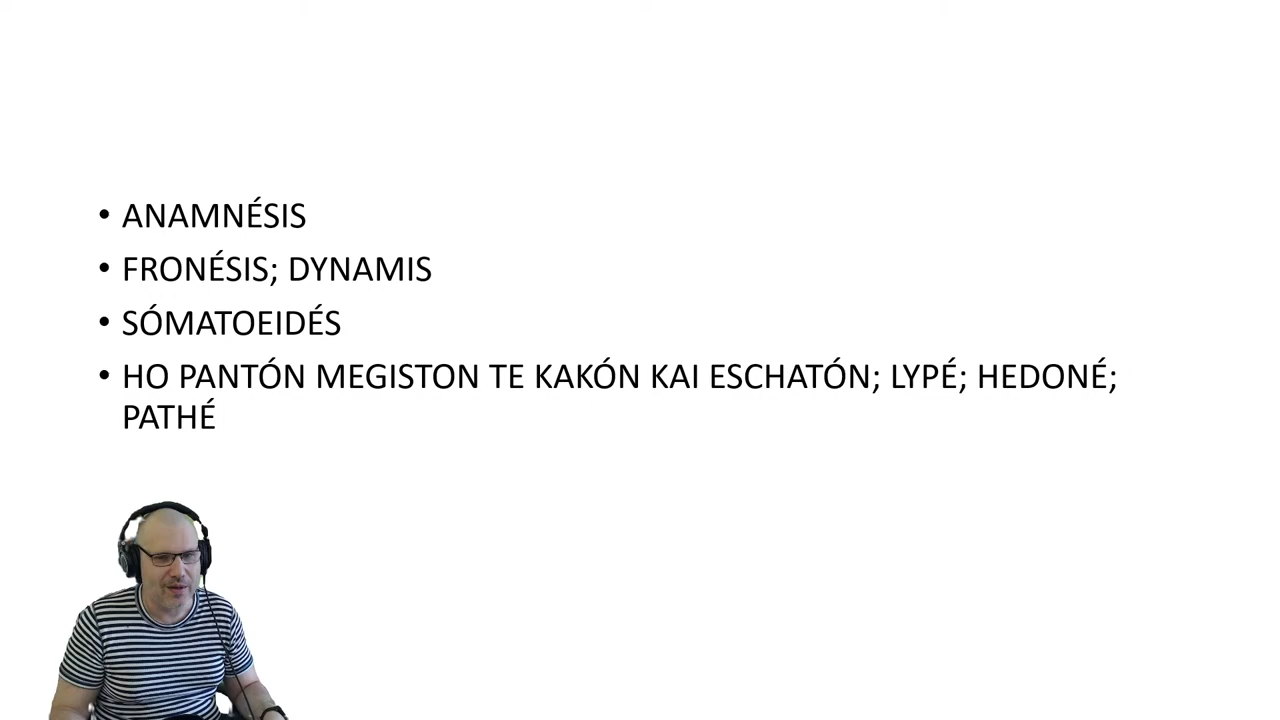 • ANAMNÉSIS
• FRONÉSIS; DYNAMIS
• SÓMATOEIDÉS
• HO PANTÓN MEGISTON TE KAKÓN KAI ESCHATÓN; LYPÉ; HEDONÉ;
PATHÉ